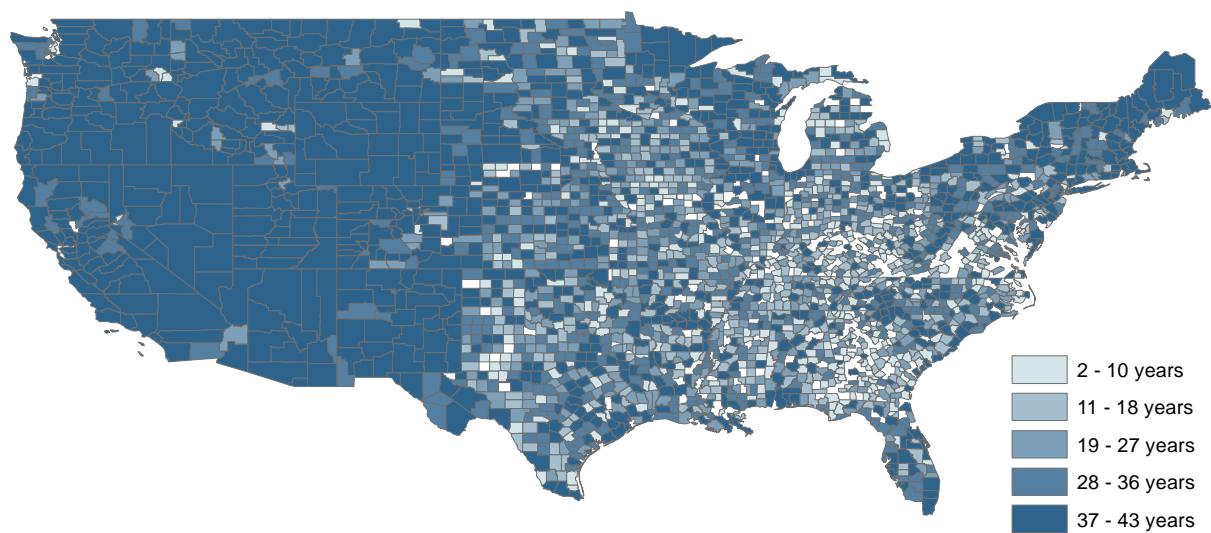 2 - 10 years
11 - 18 years
19 - 27 years
28 - 36 years
37 - 43 years